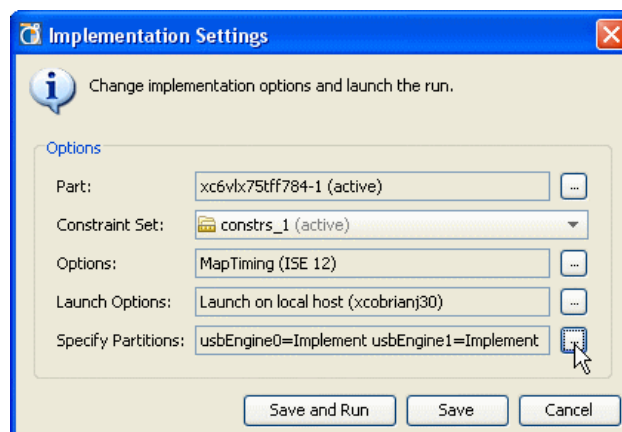 Implementation Settings
Change implementation options and launch the run.
Options
Part: xc6vlx75tff784-1 (active) ...
Constraint Set: constrs_1 (active)
Options: MapTiming (ISE 12) ...
Launch Options: Launch on local host (xcobrianj30) ...
Specify Partitions: usbEngine0=Implement usbEngine1=Implement ...
Save and Run Save Cancel